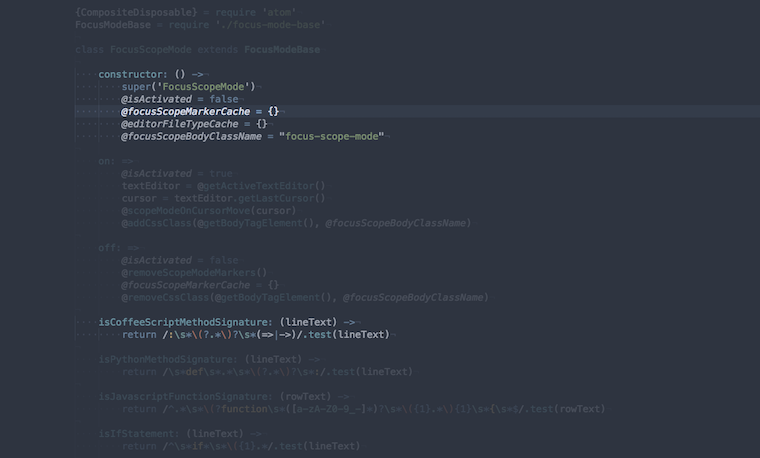 {CompositeDisposable} = require 'atom'
FocusModeBase = require './focus-mode-base'
class FocusScopeMode extends FocusModeBase
constructor: () ->
super('FocusScopeMode')
@isActivated = false
@focusScopeMarkerCache = {}
@editorFileTypeCache = {}
@focusScopeBodyClassName = "focus-scope-mode"
on: =>
@isActivated = true
textEditor = @getActiveTextEditor()
cursor = textEditor.getLastCursor()
@scopeModeOnCursorMove(cursor)
@addCssClass(@getBodyTagElement(), @focusScopeBodyClassName)
off: =>
@isActivated = false
@removeScopeModeMarkers()
@focusScopeMarkerCache = {}
@removeCssClass(@getBodyTagElement(), @focusScopeBodyClassName)
isCoffeeScriptMethodSignature: (lineText) ->
return /:\s*\(?.*\)?\s*(=>|->)/.test(lineText)
isPythonMethodSignature: (lineText) ->
return /\s*def\s*.*\s*\(?.*\)?\s*:/.test(lineText)
isJavascriptFunctionSignature: (rowText) ->
return /^.*\s*\(?function\s*([a-zA-Z0-9_-]*)?\s*\({1}.*\){1}\s*{\s*$/.test(rowText)
isIfStatement: (lineText) ->
return /^\s*if*\s*\({1}.*/.test(lineText)